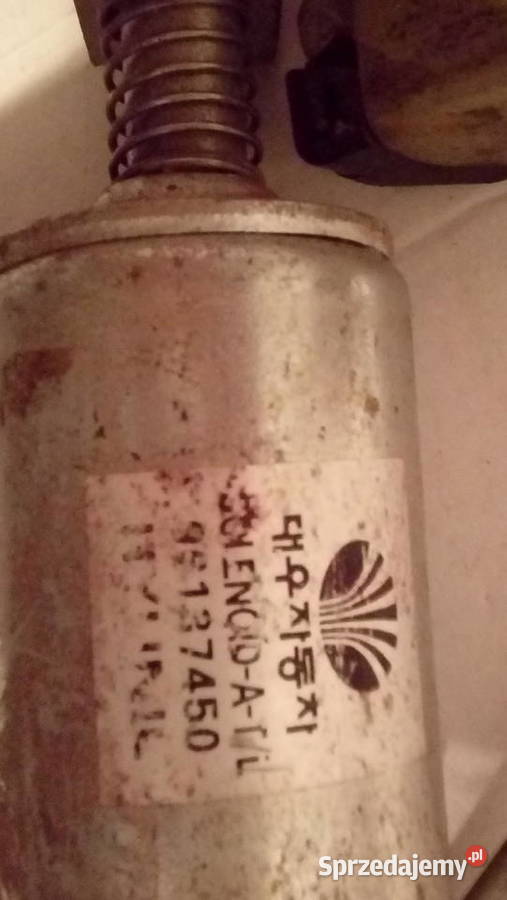 대우자동차
SOLENOID-A-T/L
96137450
Sprzedajemy.pl